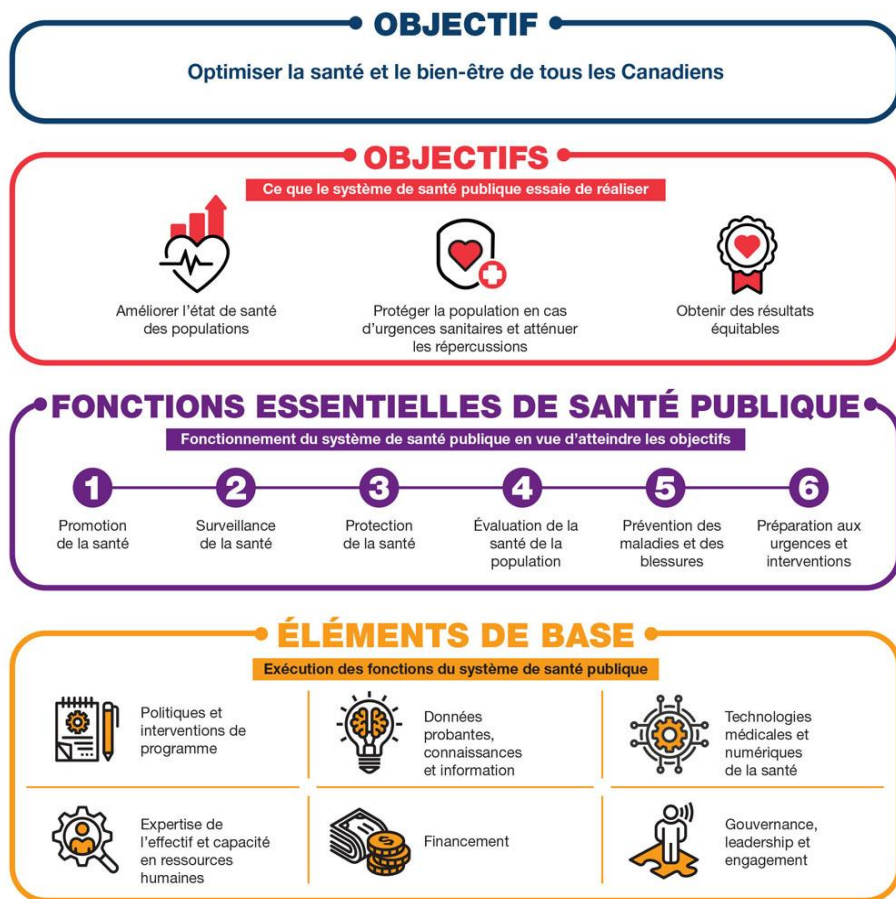 OBJECTIF
Optimiser la santé et le bien-être de tous les Canadiens
OBJECTIFS
Ce que le système de santé publique essaie de réaliser
Améliorer l'état de santé
des populations
Protéger la population en cas
d'urgences sanitaires et atténuer
les répercussions
Obtenir des résultats
équitables
FONCTIONS ESSENTIELLES DE SANTÉ PUBLIQUE
Fonctionnement du système de santé publique en vue d'atteindre les objectifs
1
Promotion
de la santé
2
Surveillance
de la santé
3
Protection
de la santé
4
Évaluation de la
santé de la
population
5
Prévention des
maladies et des
blessures
6
Préparation aux
urgences et
interventions
ÉLÉMENTS DE BASE
Exécution des fonctions du système de santé publique
Politiques et
interventions de
programme
Données
probantes,
connaissances
et information
Technologies
médicales et
numériques
de la santé
Expertise de
l'effectif et capacité
en ressources
humaines
$
Financement
Gouvernance,
leadership et
engagement